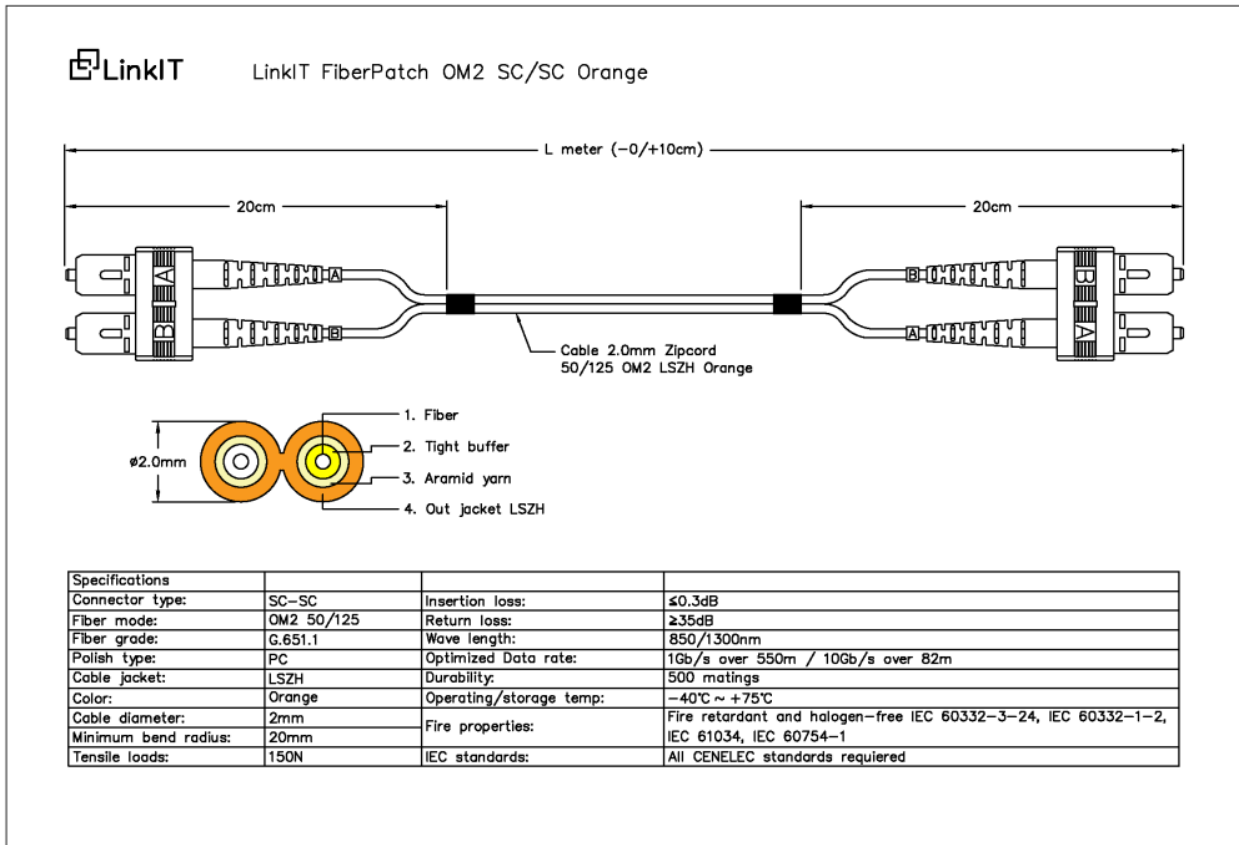 LinkIT
LinkIT FiberPatch OM2 SC/SC Orange
L meter (-0/+10cm)
20cm
20cm
A
B
A
B
B
A
B
A
Cable 2.0mm Zipcord
50/125 OM2 LSZH Orange
ø2.0mm
1. Fiber
2. Tight buffer
3. Aramid yarn
4. Out jacket LSZH
Specifications
Connector type: SC-SC Insertion loss: ≤0.3dB
Fiber mode: OM2 50/125 Return loss: ≥35dB
Fiber grade: G.651.1 Wave length: 850/1300nm
Polish type: PC Optimized Data rate: 1Gb/s over 550m / 10Gb/s over 82m
Cable jacket: LSZH Durability: 500 matings
Color: Orange Operating/storage temp: -40℃ ~ +75℃
Cable diameter: 2mm Fire properties: Fire retardant and halogen-free IEC 60332-3-24, IEC 60332-1-2,
Minimum bend radius: 20mm IEC 61034, IEC 60754-1
Tensile loads: 150N IEC standards: All CENELEC standards requiered